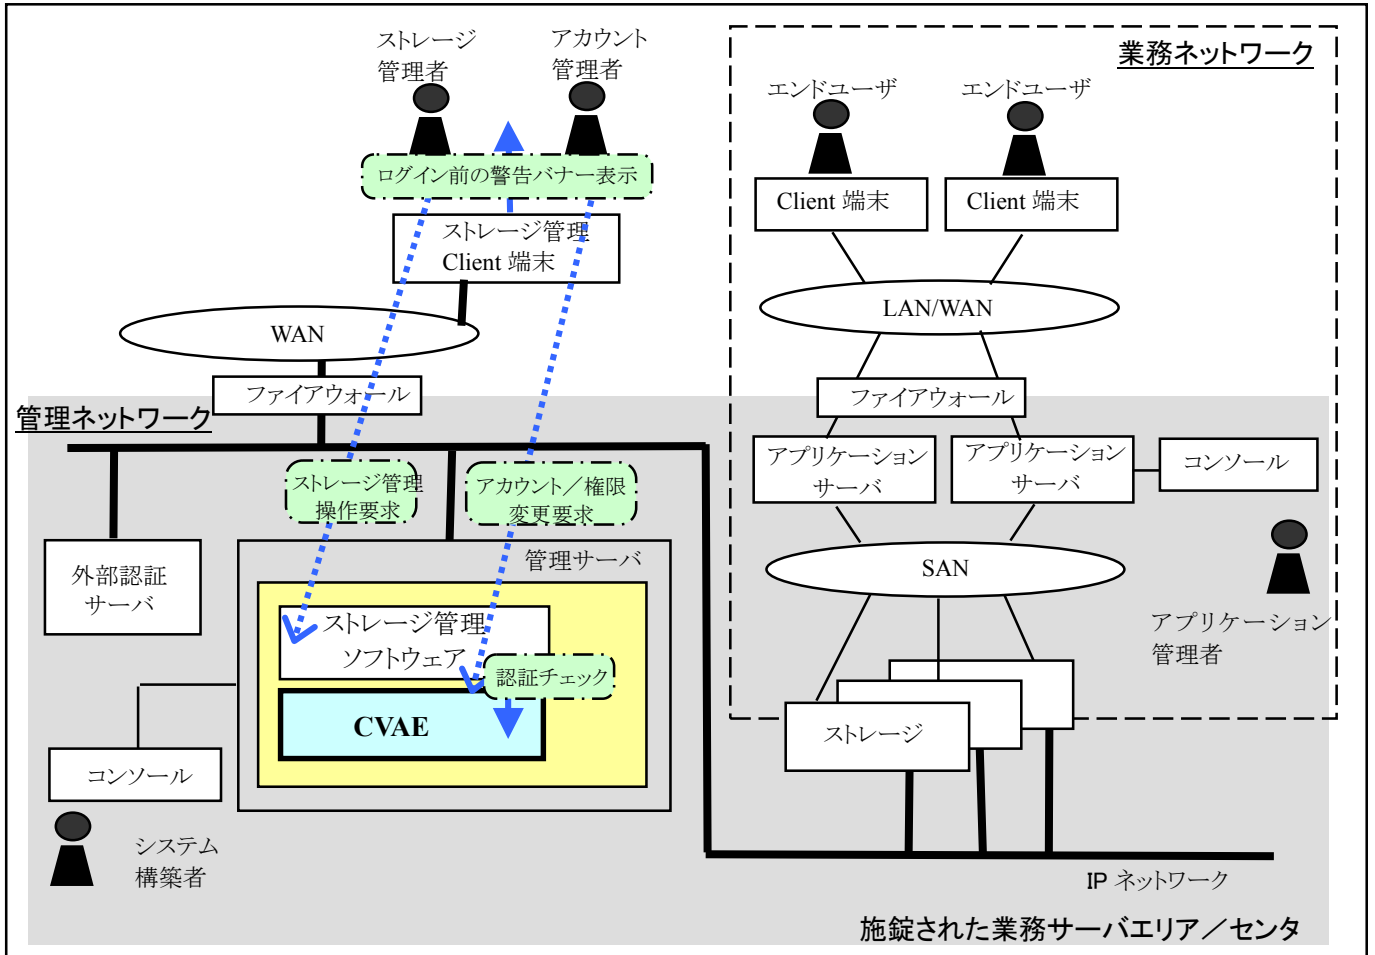 ストレージ
管理者
アカウント
管理者
業務ネットワーク
エンドユーザ
エンドユーザ
ログイン前の警告バナー表示
Client 端末
Client 端末
ストレージ管理
Client 端末
LAN/WAN
WAN
ファイアウォール
ファイアウォール
管理ネットワーク
ストレージ管理
操作要求
アカウント／権限
変更要求
アプリケーション
サーバ
アプリケーション
サーバ
コンソール
管理サーバ
外部認証
サーバ
SAN
ストレージ管理
ソフトウェア
認証チェック
CVAE
アプリケーション
管理者
ストレージ
コンソール
システム
構築者
IP ネットワーク
施錠された業務サーバエリア／センタ